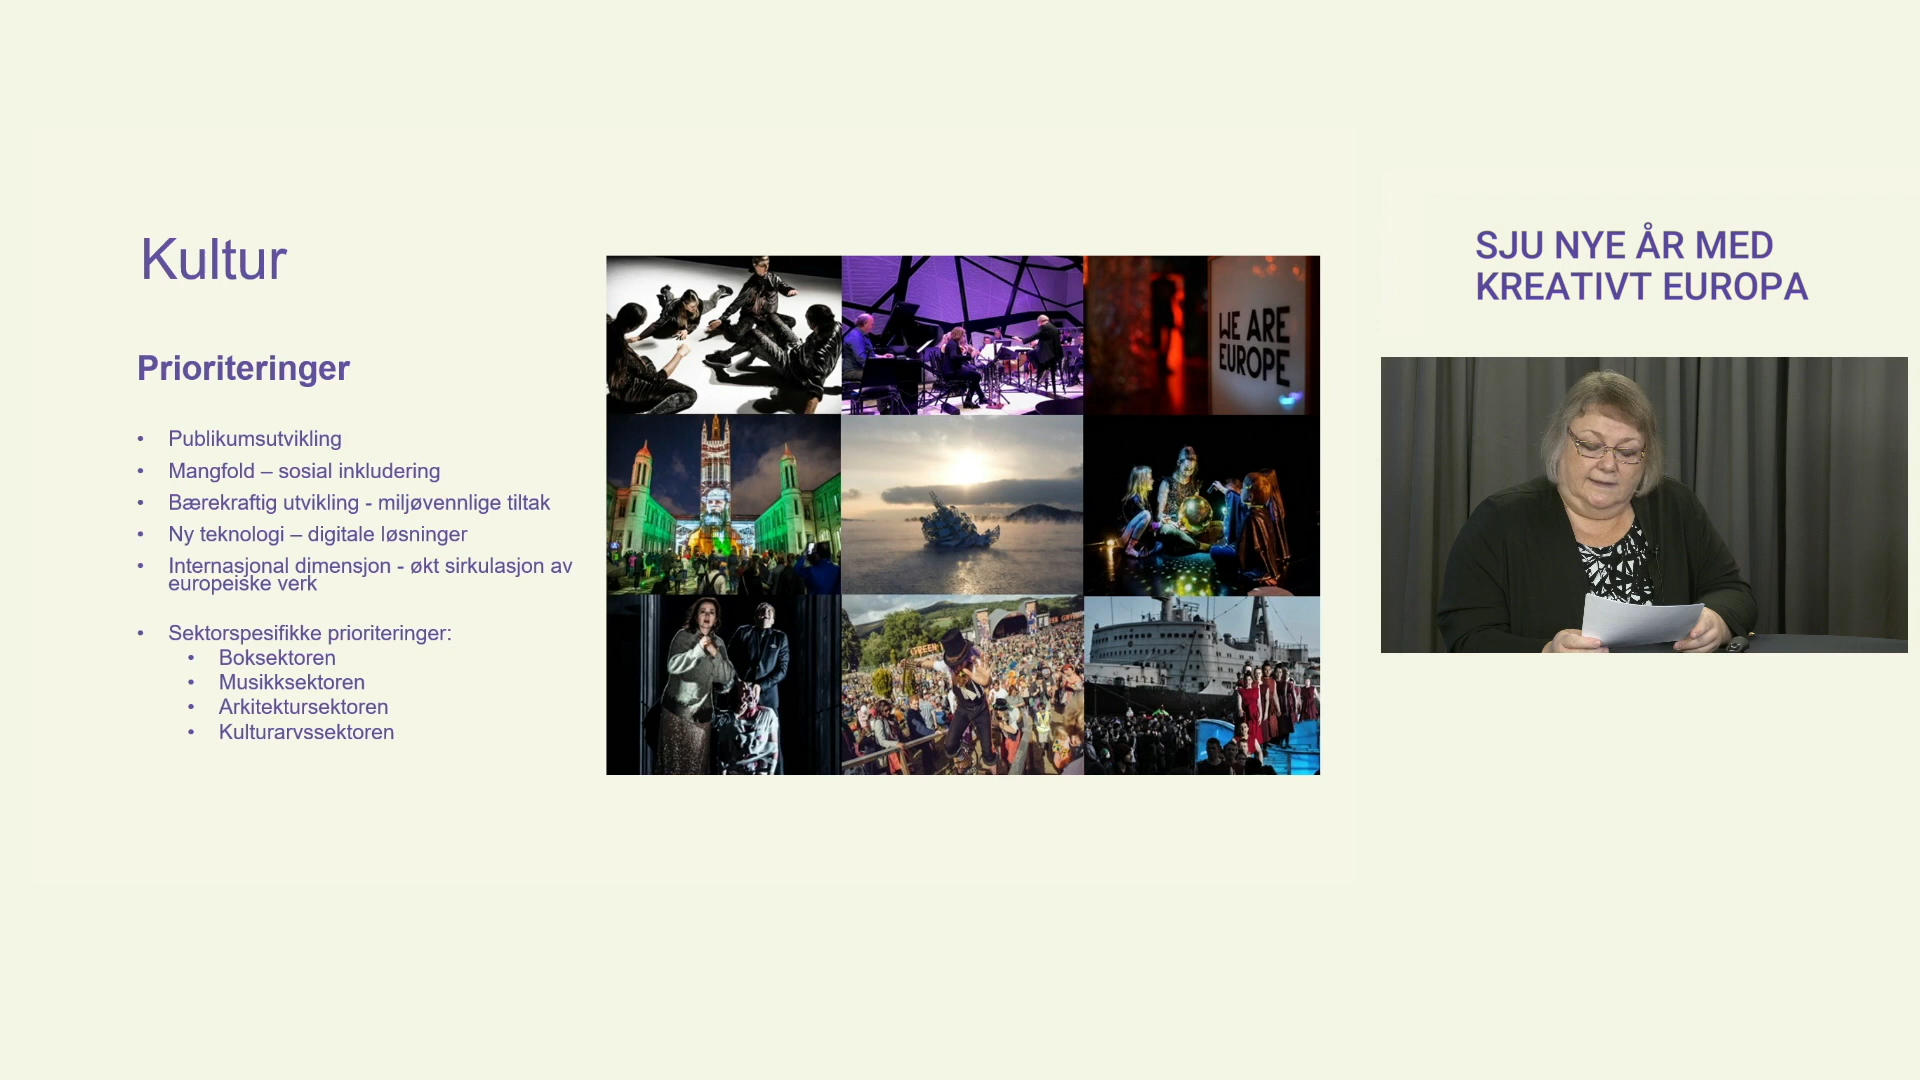 Kultur
Prioriteringer
• Publikumsutvikling
• Mangfold – sosial inkludering
• Bærekraftig utvikling - miljøvennlige tiltak
• Ny teknologi – digitale løsninger
• Internasjonal dimensjon - økt sirkulasjon av
europeiske verk
• Sektorspesifikke prioriteringer:
• Boksektoren
• Musikksektoren
• Arkitektursektoren
• Kulturarvssektoren
WE ARE
EUROPE
GREEN
SJU NYE ÅR MED
KREATIVT EUROPA